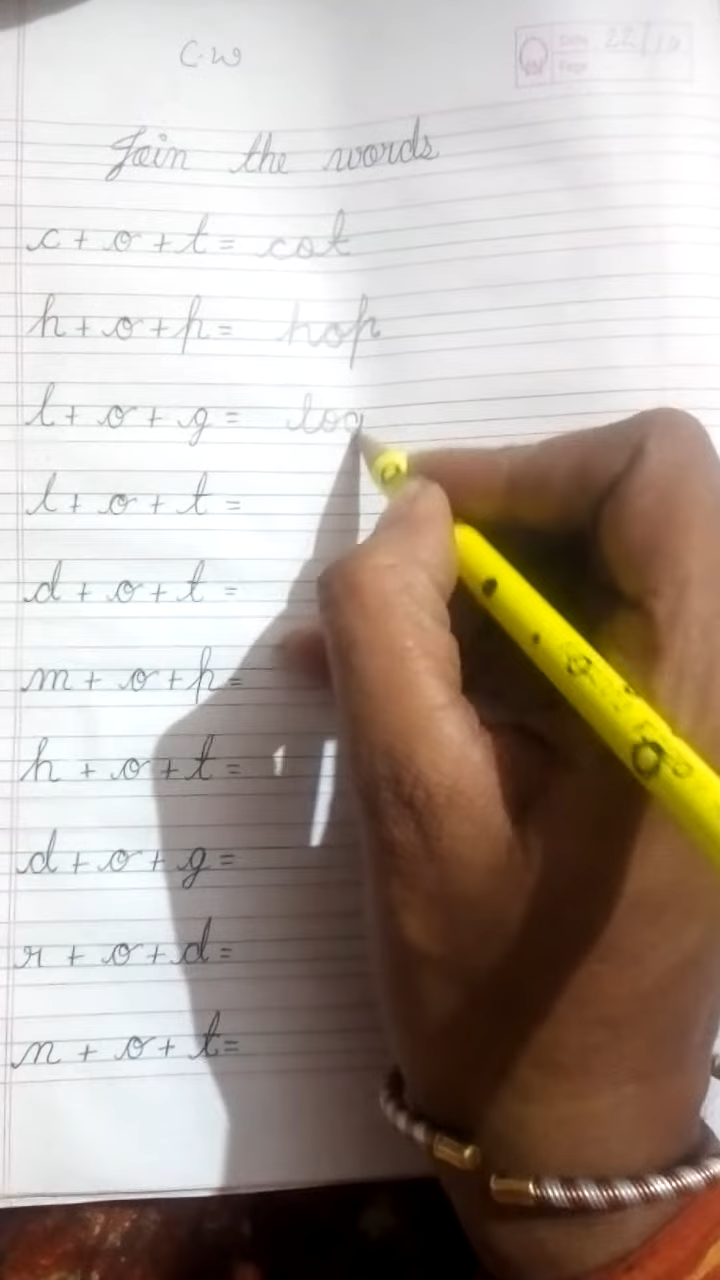 C.W
Date 22/10
Page
Join the words
c + o + t = cot
h + o + p = hop
l + o + g = log
l + o + t =
d + o + t =
m + o + p =
h + o + t =
d + o + g =
r + o + d =
n + o + t =